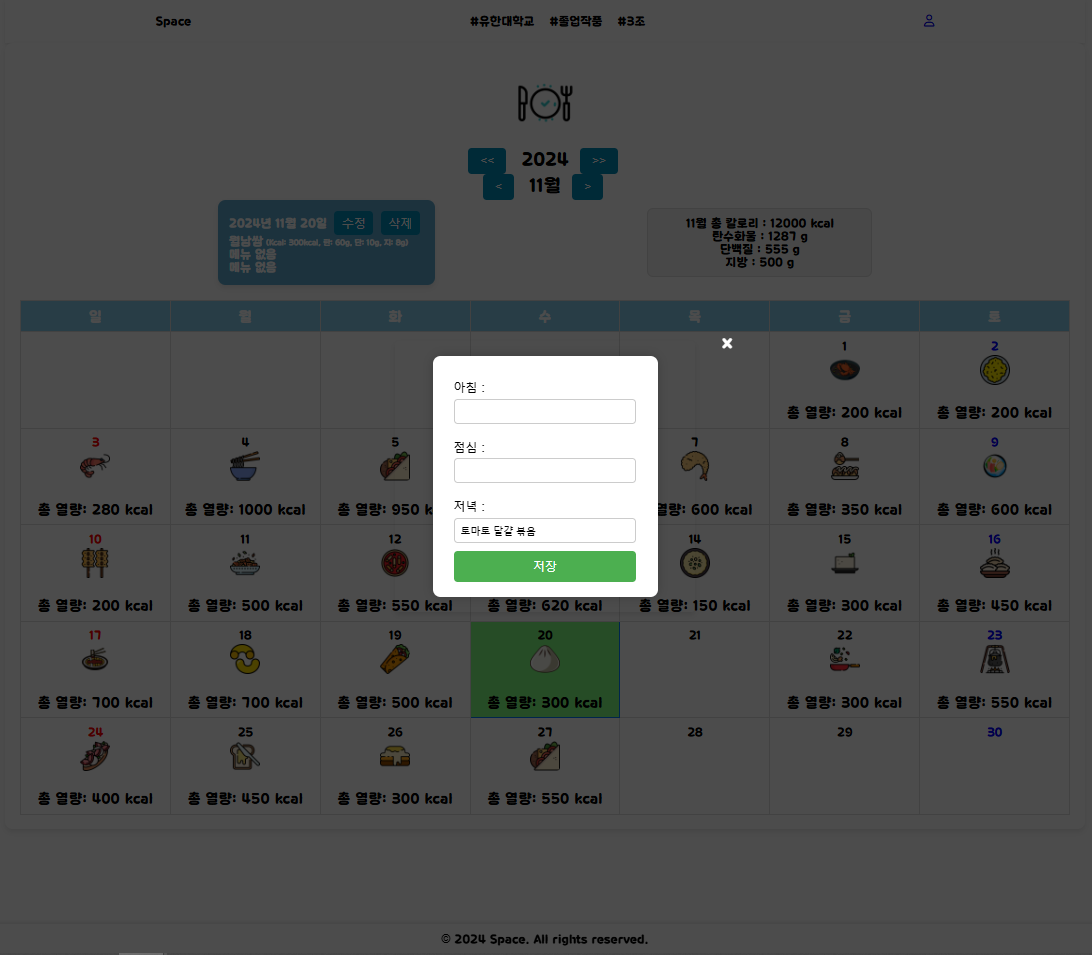 Space #유한대학교 #졸업작품 #3조
<< 2024 >>
< 11월 >
2024년 11월 20일 수정 삭제
월남쌈 (Kcal: 300kcal, 탄: 60g, 단: 10g, 지: 8g)
메뉴 없음
메뉴 없음
11월 총 칼로리 : 12000 kcal
탄수화물 : 1287 g
단백질 : 555 g
지방 : 500 g
일 월 화 수 목 금 토
1 2
총 열량: 200 kcal 총 열량: 200 kcal
×
아침 :
점심 :
저녁 :
토마토 달걀 볶음
저장
3 4 5 7 8 9
총 열량: 280 kcal 총 열량: 1000 kcal 총 열량: 950 k 열량: 600 kcal 총 열량: 350 kcal 총 열량: 600 kcal
10 11 12 14 15 16
총 열량: 200 kcal 총 열량: 500 kcal 총 열량: 550 kcal 총 열량: 620 kcal 총 열량: 150 kcal 총 열량: 300 kcal 총 열량: 450 kcal
17 18 19 20 21 22 23
총 열량: 700 kcal 총 열량: 700 kcal 총 열량: 500 kcal 총 열량: 300 kcal 총 열량: 300 kcal 총 열량: 550 kcal
24 25 26 27 28 29 30
총 열량: 400 kcal 총 열량: 450 kcal 총 열량: 300 kcal 총 열량: 550 kcal
© 2024 Space. All rights reserved.